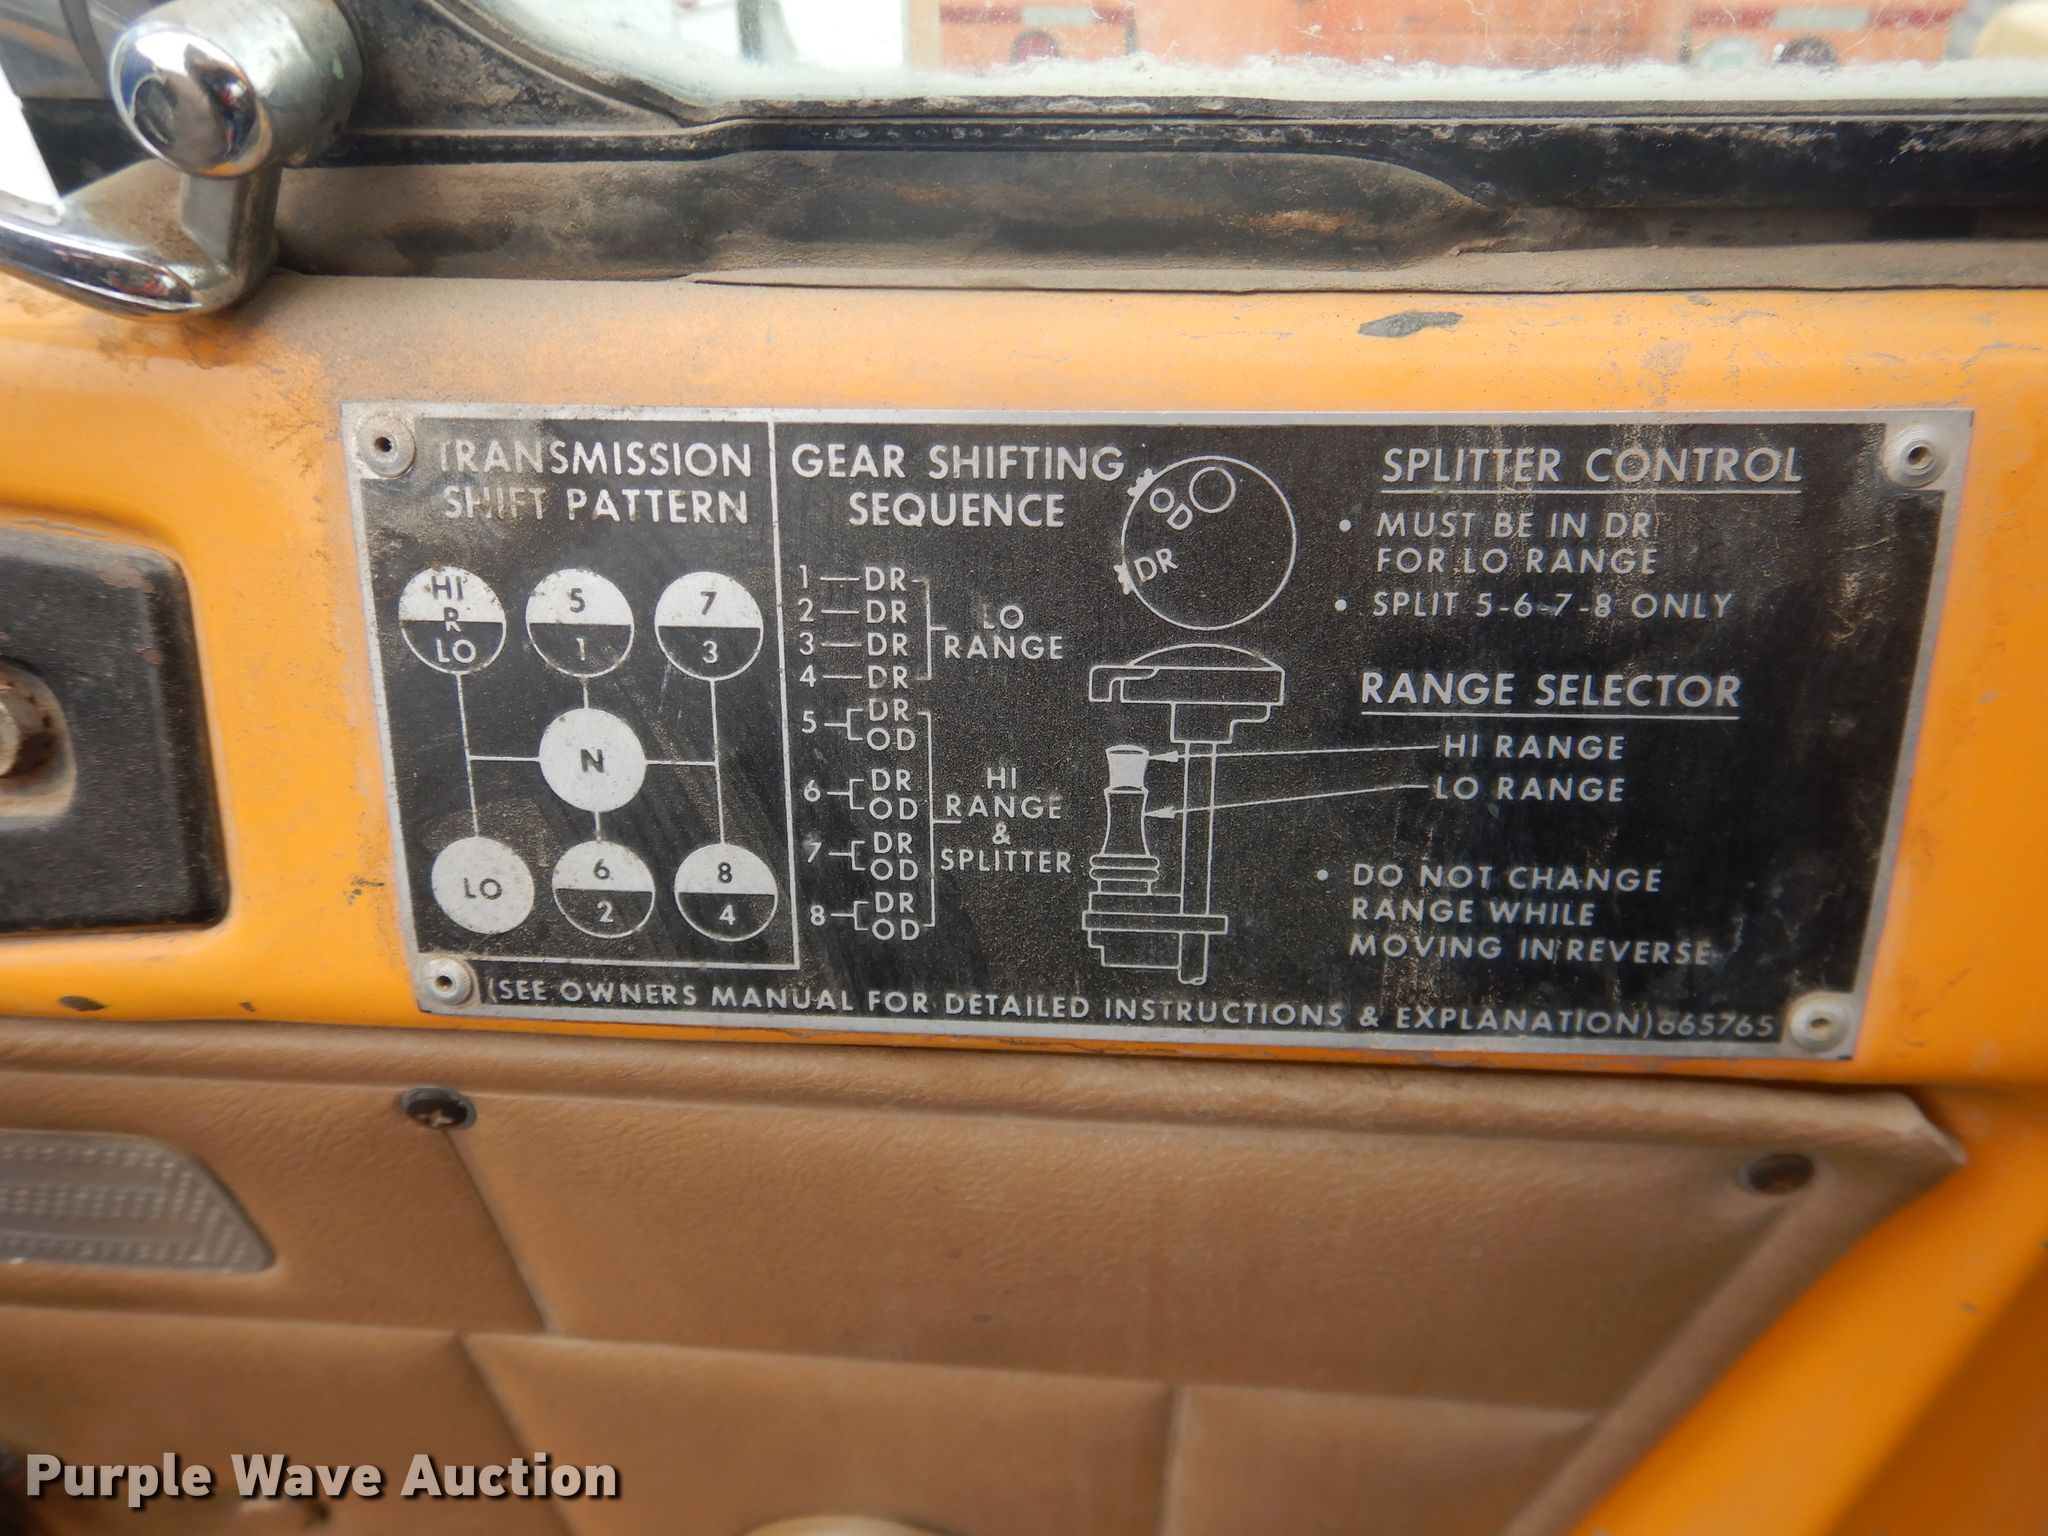 TRANSMISSION
SHIFT PATTERN
HI
R
LO
5
1
7
3
N
LO
6
2
8
4
GEAR SHIFTING
SEQUENCE
1 — DR
2 — DR
3 — DR
4 — DR
LO
RANGE
5 DR
OD
6 DR
OD
7 DR
OD
8 DR
OD
HI
RANGE
&
SPLITTER
OD
DR
SPLITTER CONTROL
• MUST BE IN DR
FOR LO RANGE
• SPLIT 5-6-7-8 ONLY
RANGE SELECTOR
HI RANGE
LO RANGE
• DO NOT CHANGE
RANGE WHILE
MOVING IN REVERSE
(SEE OWNERS MANUAL FOR DETAILED INSTRUCTIONS & EXPLANATION) 665765
Purple Wave Auction